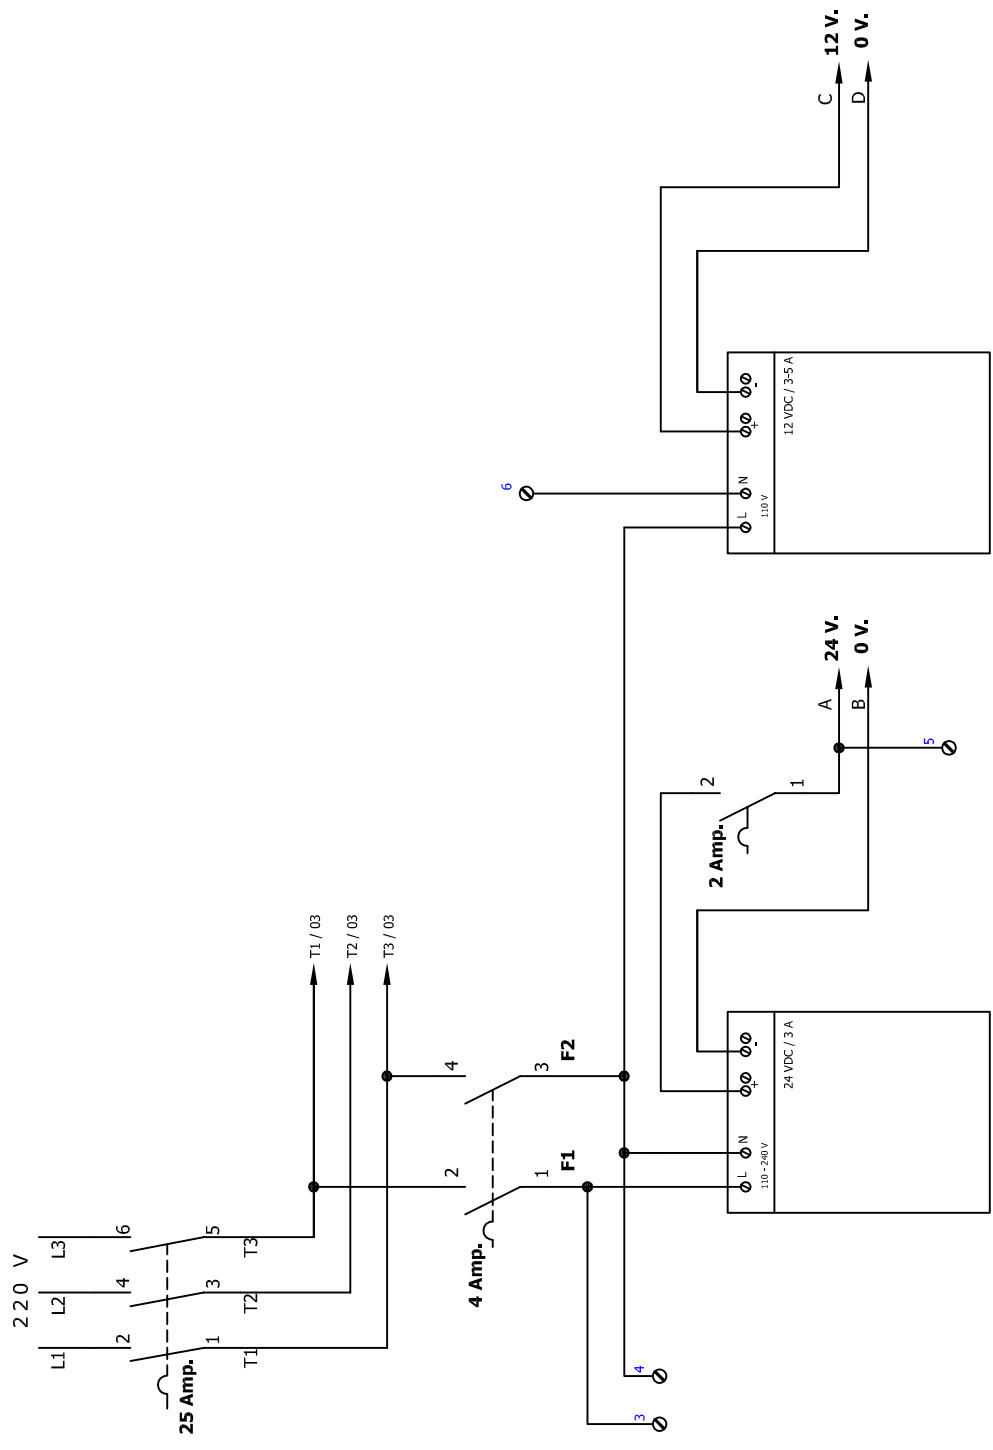 220 V
L1 L2 L3
2 4 6
25 Amp.
1 3 5
T1 T2 T3
T1 / 03
T2 / 03
T3 / 03
2 4
4 Amp.
6
1 3
F1 F2
3 4
2
2 Amp.
L N L N
+ - + -
110 - 240 V
110 V
24 VDC / 3 A
12 VDC / 3-5 A
1
A 24 V.
C 12 V.
B 0 V.
D 0 V.
5